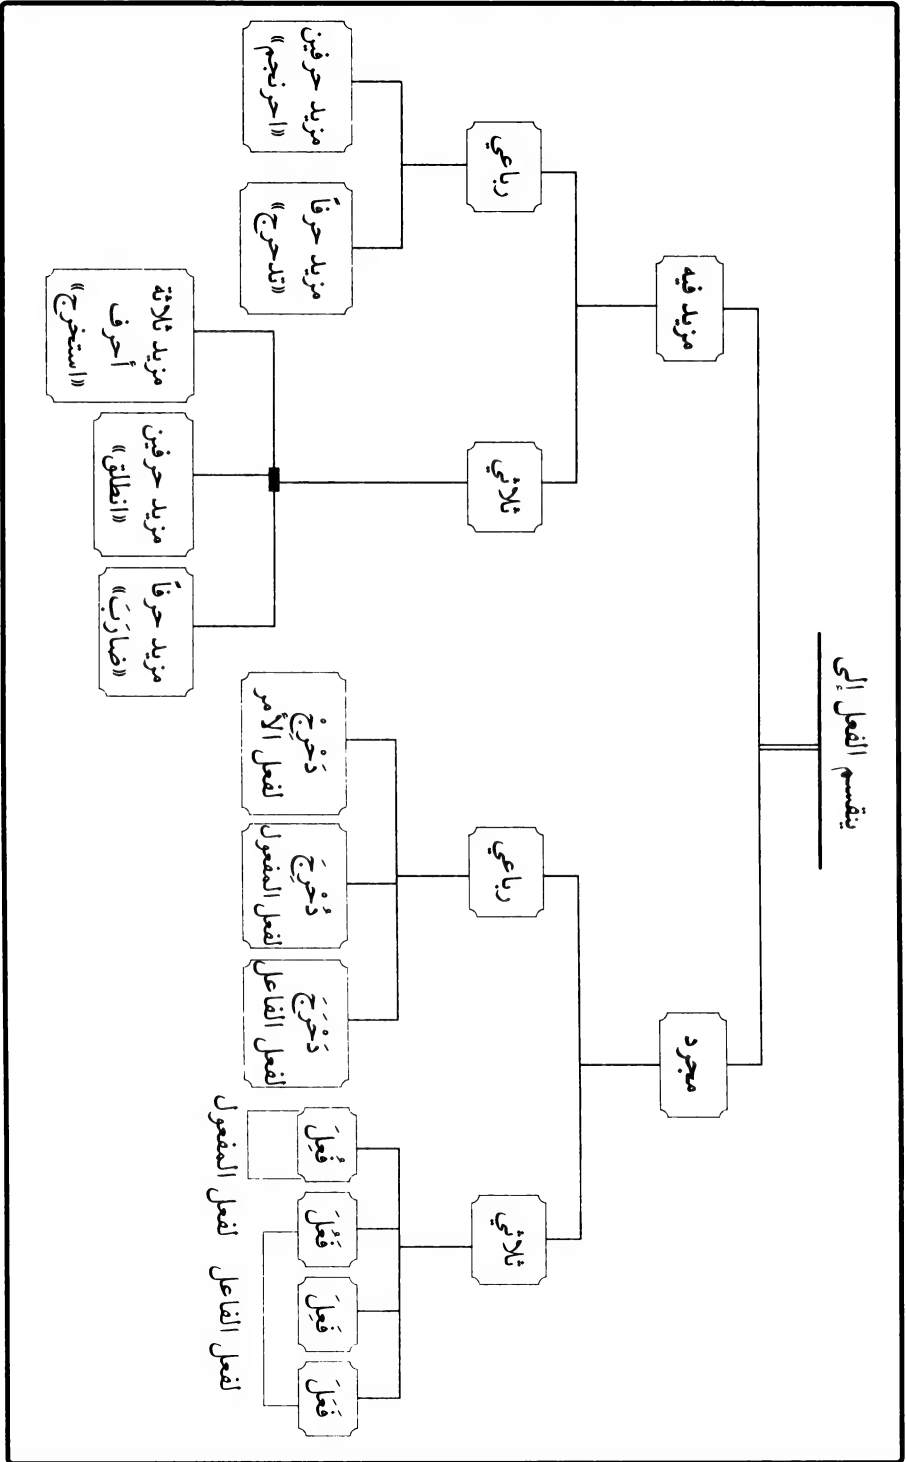 ينقسم الفعل إلى
مجرد
مزيد فيه
ثلاثي
رباعي
ثلاثي
رباعي
فَعَلَ
فَعِلَ
فَعُلَ
فُعِلَ
لفعل الفاعل
لفعل المفعول
دَحْرَجَ
لفعل الفاعل
دُحْرِجَ
لفعل المفعول
دَحْرِجْ
لفعل الأمر
مزيد حرفاً
«ضارَبَ»
مزيد حرفين
«انطلق»
مزيد ثلاثة
أحرف
«استخرج»
مزيد حرفاً
«تدحرج»
مزيد حرفين
«احرنجم»